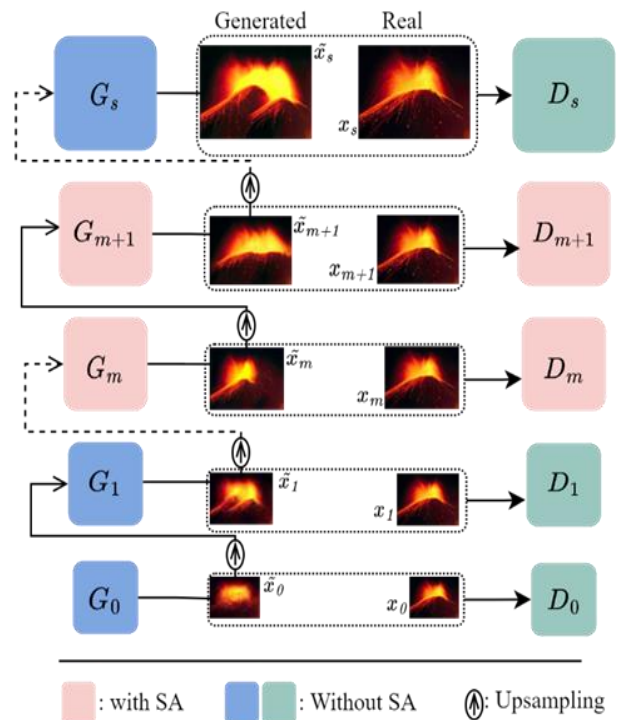 Generated Real
G_s x̃_s x_s D_s
G_{m+1} x̃_{m+1} x_{m+1} D_{m+1}
G_m x̃_m x_m D_m
G_1 x̃_1 x_1 D_1
G_0 x̃_0 x_0 D_0
: with SA : Without SA : Upsampling